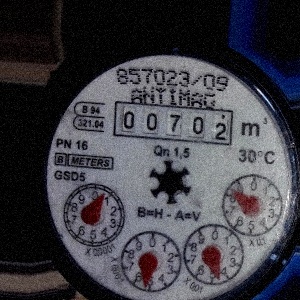 857023/09
ANTIMAG
B 94
321.04
00702 m³
PN 16
Qn 1,5
30°C
B METERS
GSD5
B=H - A=V